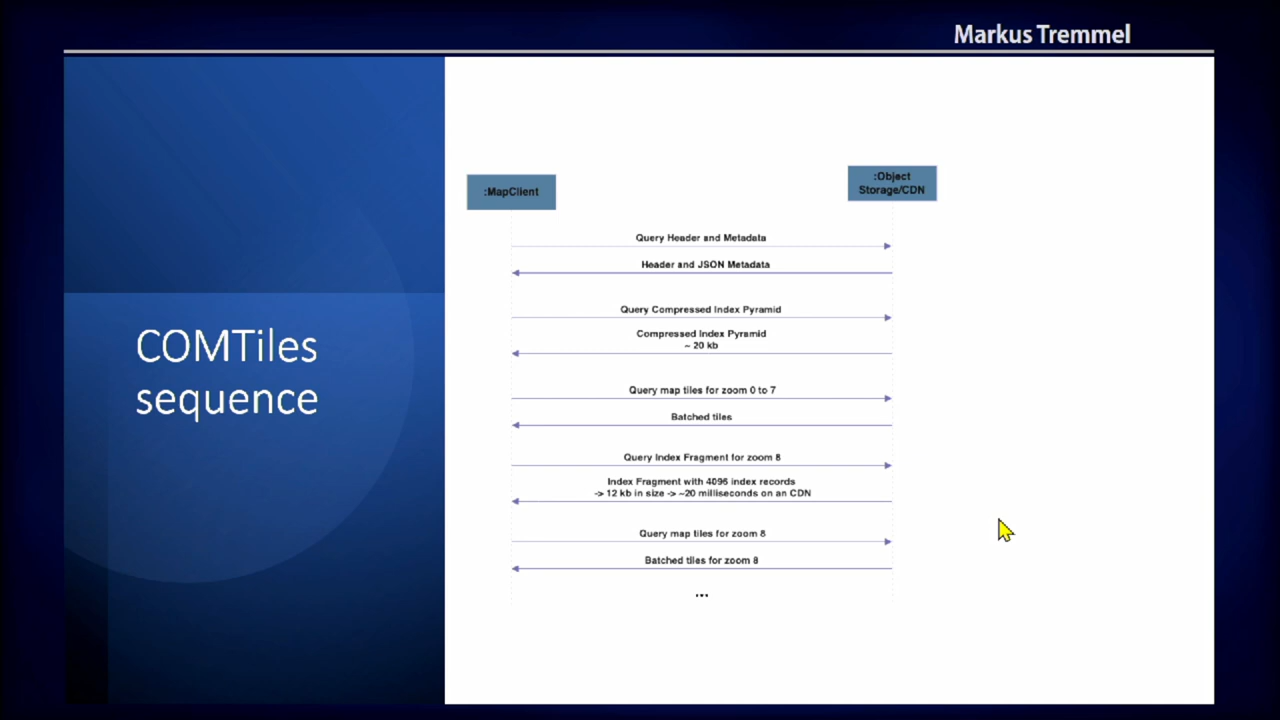 Markus Tremmel
COMTiles
sequence
:MapClient
:Object
Storage/CDN
Query Header and Metadata
Header and JSON Metadata
Query Compressed Index Pyramid
Compressed Index Pyramid
~ 20 kb
Query map tiles for zoom 0 to 7
Batched tiles
Query Index Fragment for zoom 8
Index Fragment with 4096 index records
-> 12 kb in size -> ~20 milliseconds on an CDN
Query map tiles for zoom 8
Batched tiles for zoom 8
...